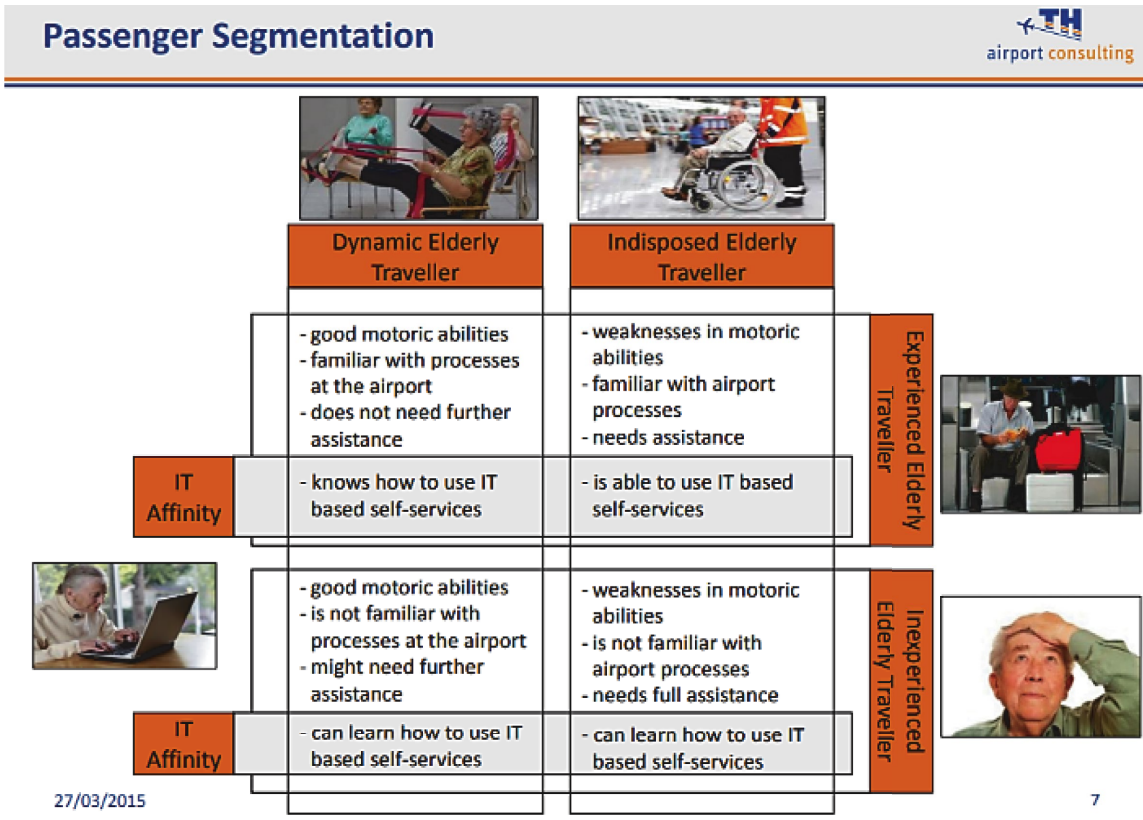 Passenger Segmentation
TH
airport consulting
Dynamic Elderly
Traveller
Indisposed Elderly
Traveller
- good motoric abilities
- familiar with processes
at the airport
- does not need further
assistance
- weaknesses in motoric
abilities
- familiar with airport
processes
- needs assistance
Experienced Elderly
Traveller
IT
Affinity
- knows how to use IT
based self-services
- is able to use IT based
self-services
- good motoric abilities
- is not familiar with
processes at the airport
- might need further
assistance
- weaknesses in motoric
abilities
- is not familiar with
airport processes
- needs full assistance
Inexperienced
Elderly Traveller
IT
Affinity
- can learn how to use IT
based self-services
- can learn how to use IT
based self-services
27/03/2015
7